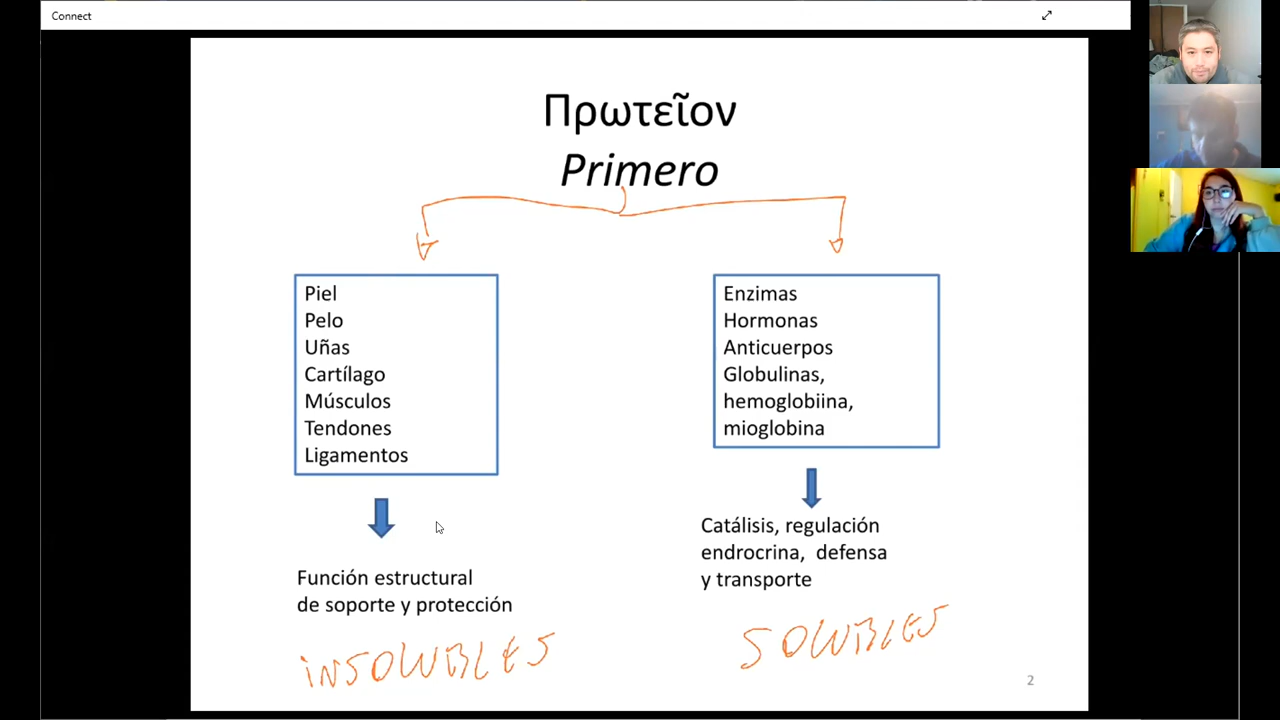 Connect
Πρωτεῖον
Primero
Piel
Pelo
Uñas
Cartílago
Músculos
Tendones
Ligamentos
Función estructural
de soporte y protección
iNSOLUBLES
Enzimas
Hormonas
Anticuerpos
Globulinas,
hemoglobiina,
mioglobina
Catálisis, regulación
endrocrina, defensa
y transporte
SOLUBLES
2